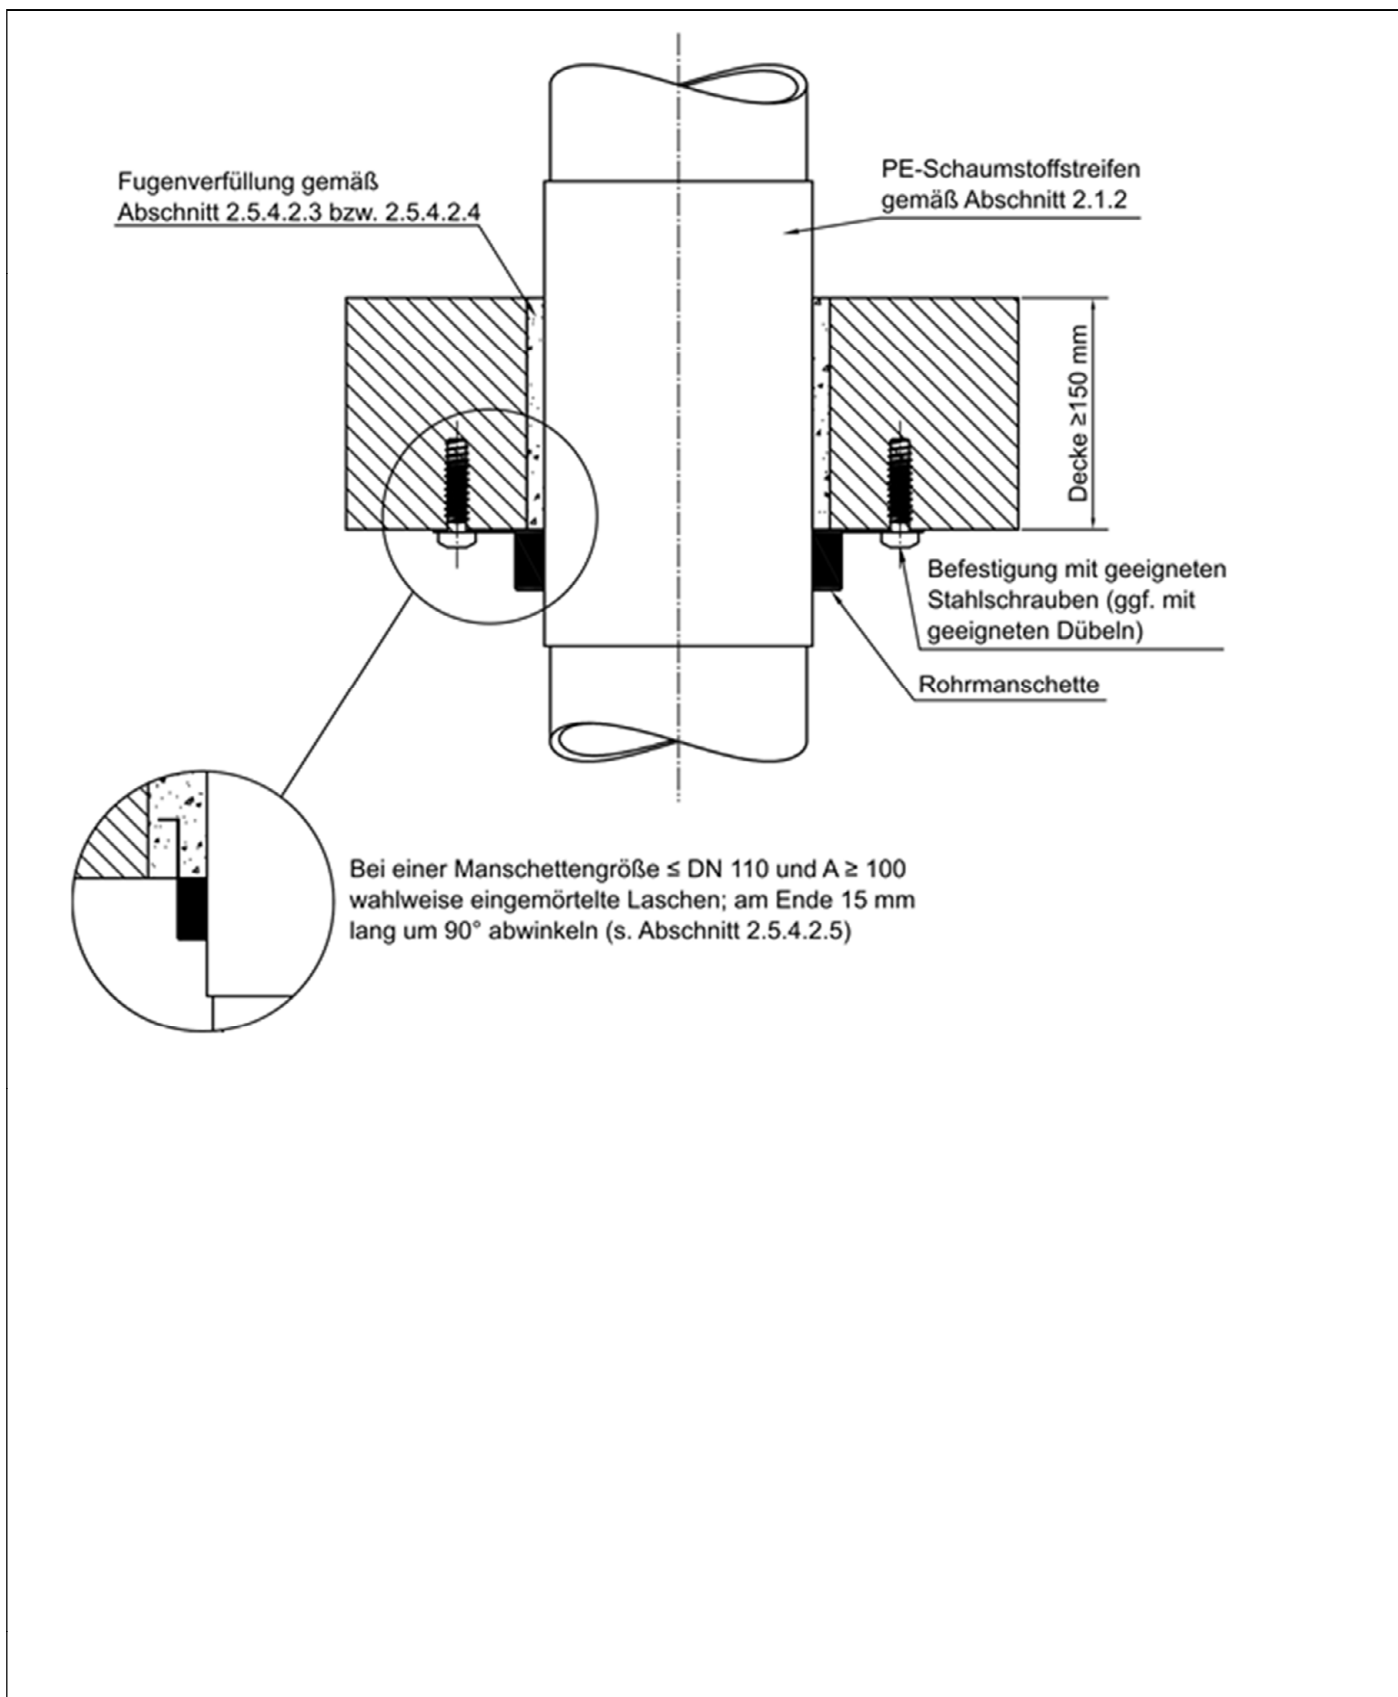 Fugenverfüllung gemäß
Abschnitt 2.5.4.2.3 bzw. 2.5.4.2.4
PE-Schaumstoffstreifen
gemäß Abschnitt 2.1.2
Decke ≥150 mm
Befestigung mit geeigneten
Stahlschrauben (ggf. mit
geeigneten Dübeln)
Rohrmanschette
Bei einer Manschettengröße ≤ DN 110 und A ≥ 100
wahlweise eingemörtelte Laschen; am Ende 15 mm
lang um 90° abwinkeln (s. Abschnitt 2.5.4.2.5)